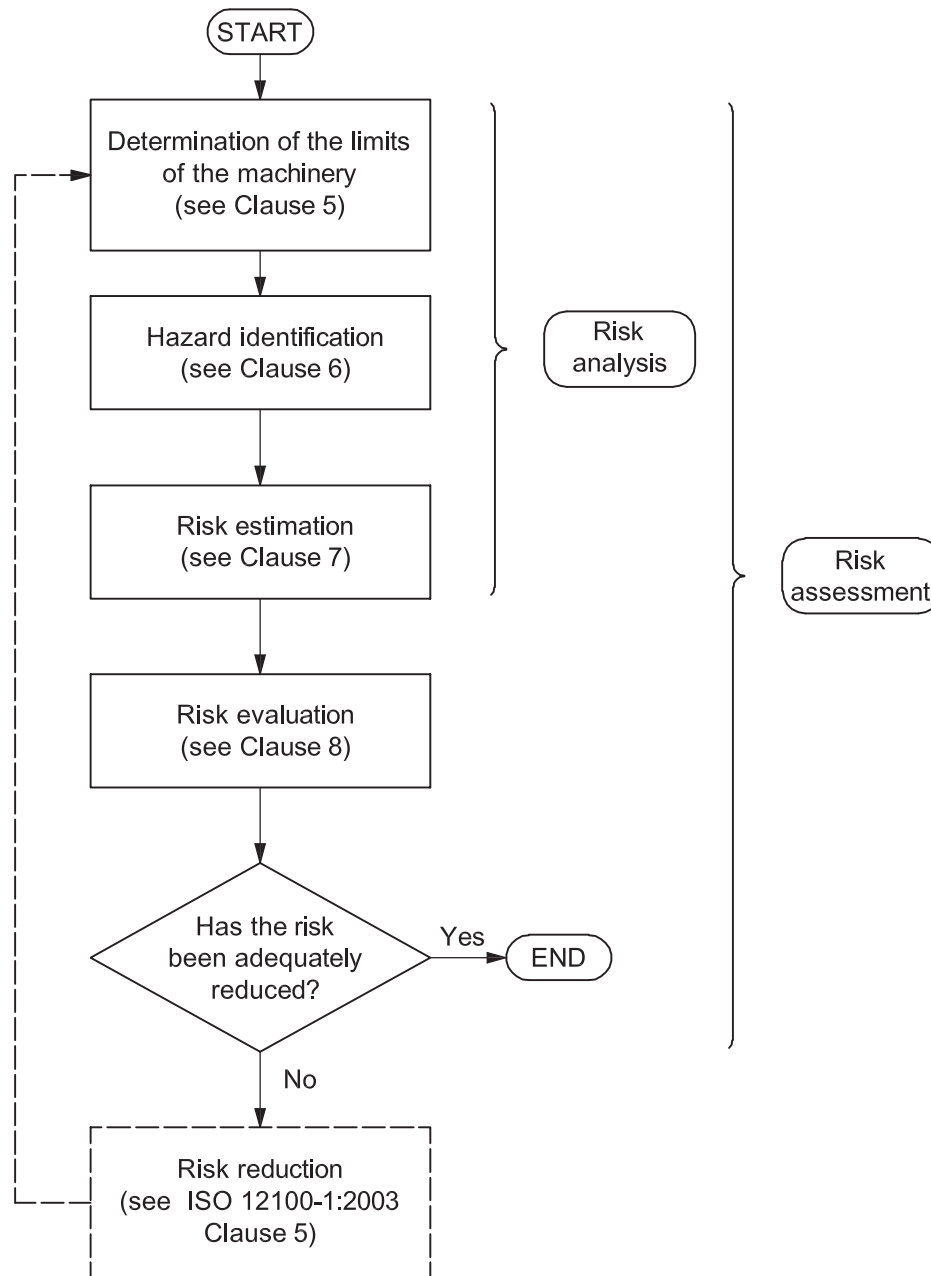 START
Determination of the limits
of the machinery
(see Clause 5)
Hazard identification
(see Clause 6)
Risk
analysis
Risk estimation
(see Clause 7)
Risk
assessment
Risk evaluation
(see Clause 8)
Has the risk
been adequately
reduced?
Yes
END
No
Risk reduction
(see ISO 12100-1:2003
Clause 5)